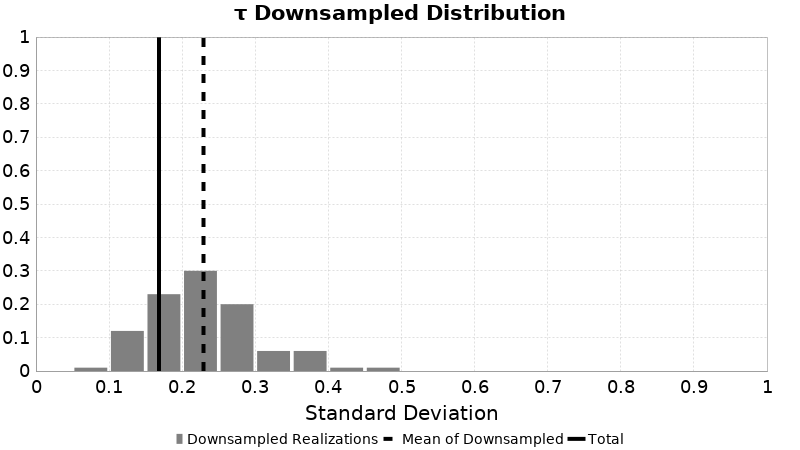 τ Downsampled Distribution
1
0.9
0.8
0.7
0.6
0.5
0.4
0.3
0.2
0.1
0
0 0.1 0.2 0.3 0.4 0.5 0.6 0.7 0.8 0.9 1
Standard Deviation
Downsampled Realizations Mean of Downsampled Total